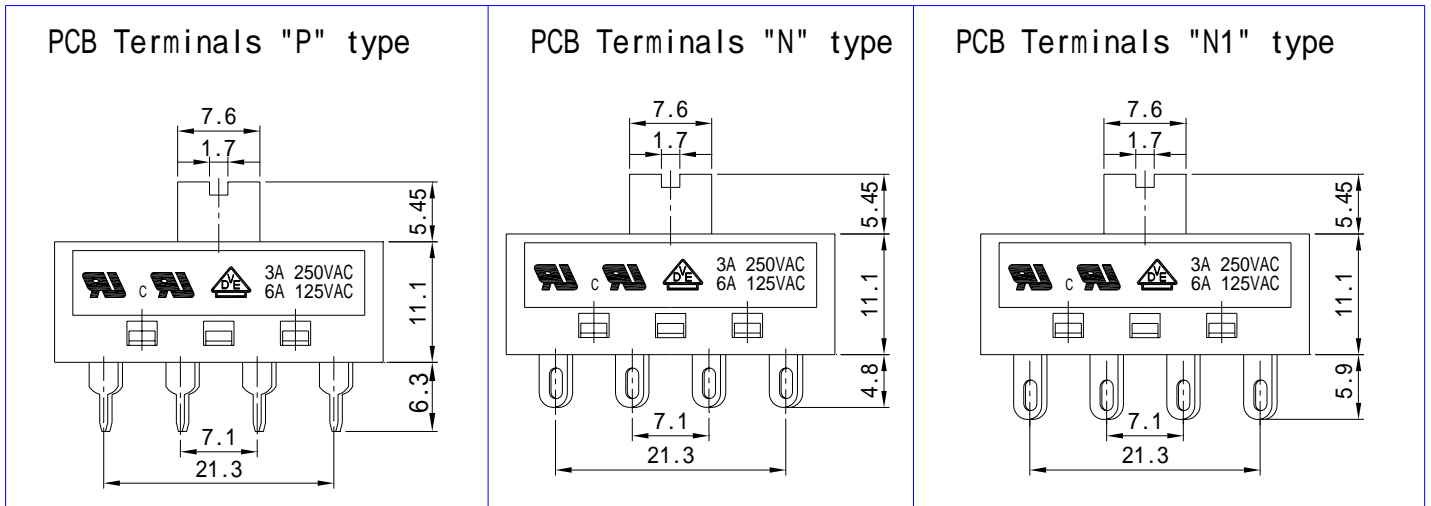 PCB Terminals "P" type
7.6
1.7
5.45
11.1
6.3
C
3A 250VAC
6A 125VAC
DVE
7.1
21.3
PCB Terminals "N" type
7.6
1.7
5.45
11.1
4.8
C
3A 250VAC
6A 125VAC
DVE
7.1
21.3
PCB Terminals "N1" type
7.6
1.7
5.45
11.1
5.9
C
3A 250VAC
6A 125VAC
DVE
7.1
21.3